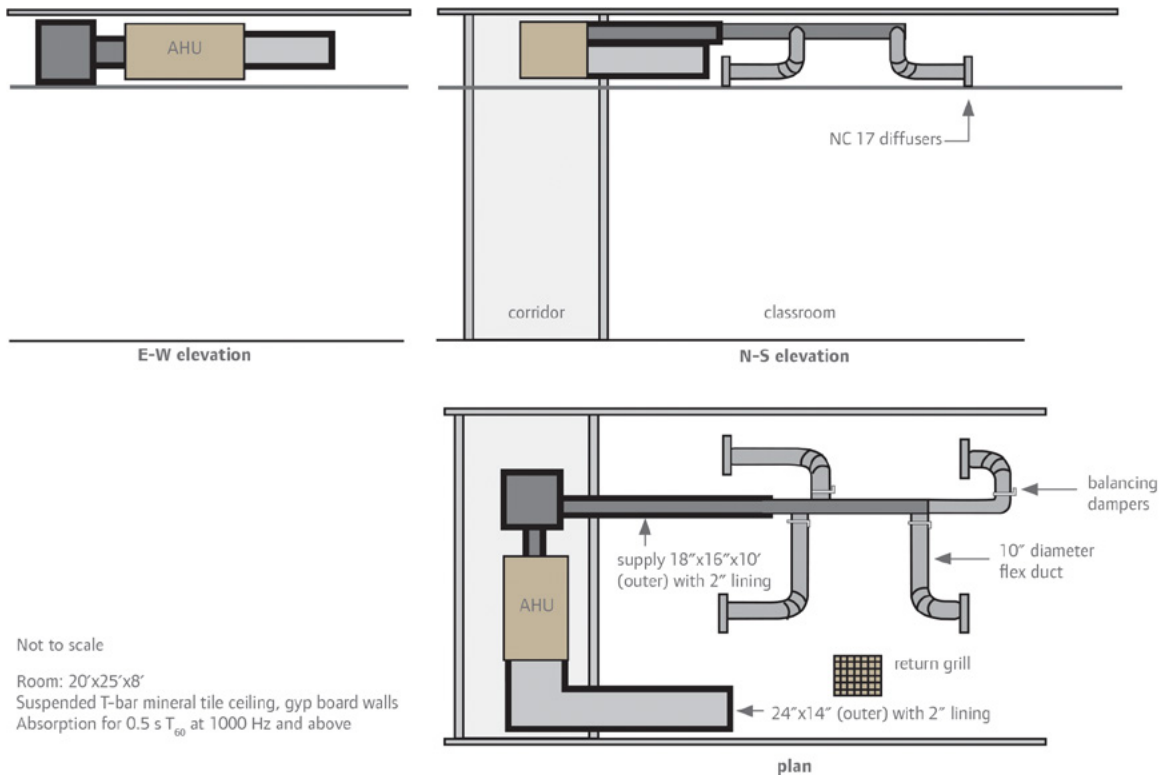 AHU
E-W elevation
NC 17 diffusers
corridor
classroom
N-S elevation
balancing
dampers
supply 18"x16"x10'
(outer) with 2" lining
10" diameter
flex duct
AHU
return grill
24"x14" (outer) with 2" lining
plan
Not to scale
Room: 20'x25'x8'
Suspended T-bar mineral tile ceiling, gyp board walls
Absorption for 0.5 s T60 at 1000 Hz and above